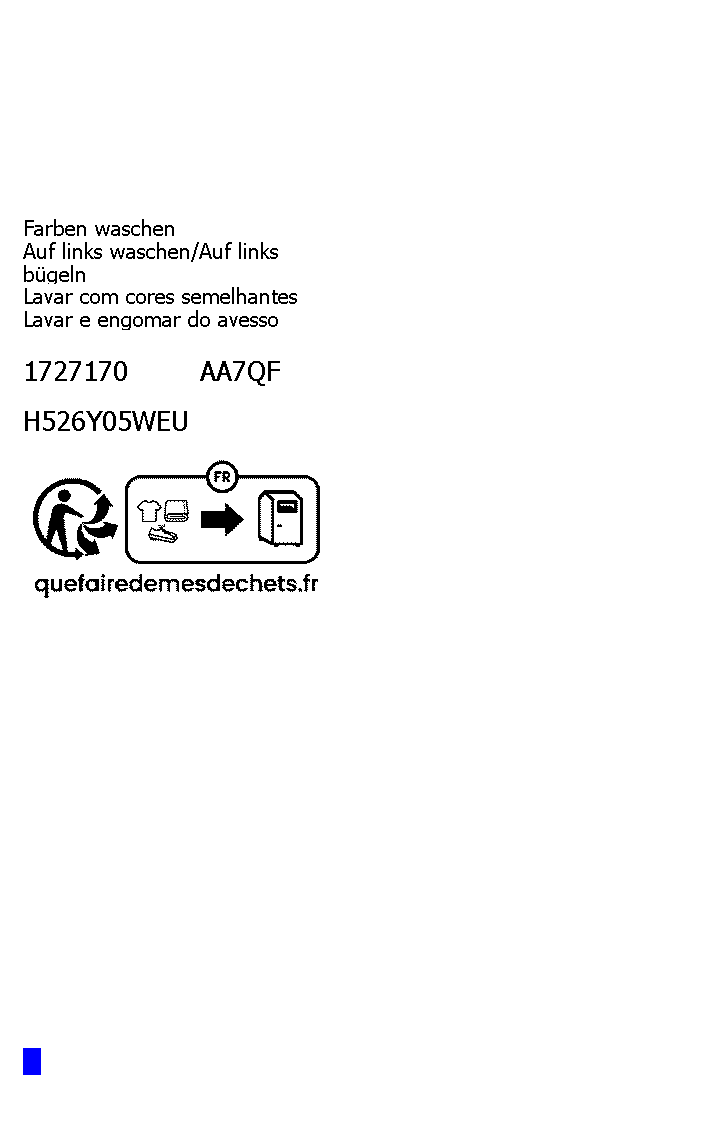 Farben waschen
Auf links waschen/Auf links
bügeln
Lavar com cores semelhantes
Lavar e engomar do avesso
1727170 AA7QF
H526Y05WEU
FR
quefairedemesdechets.fr